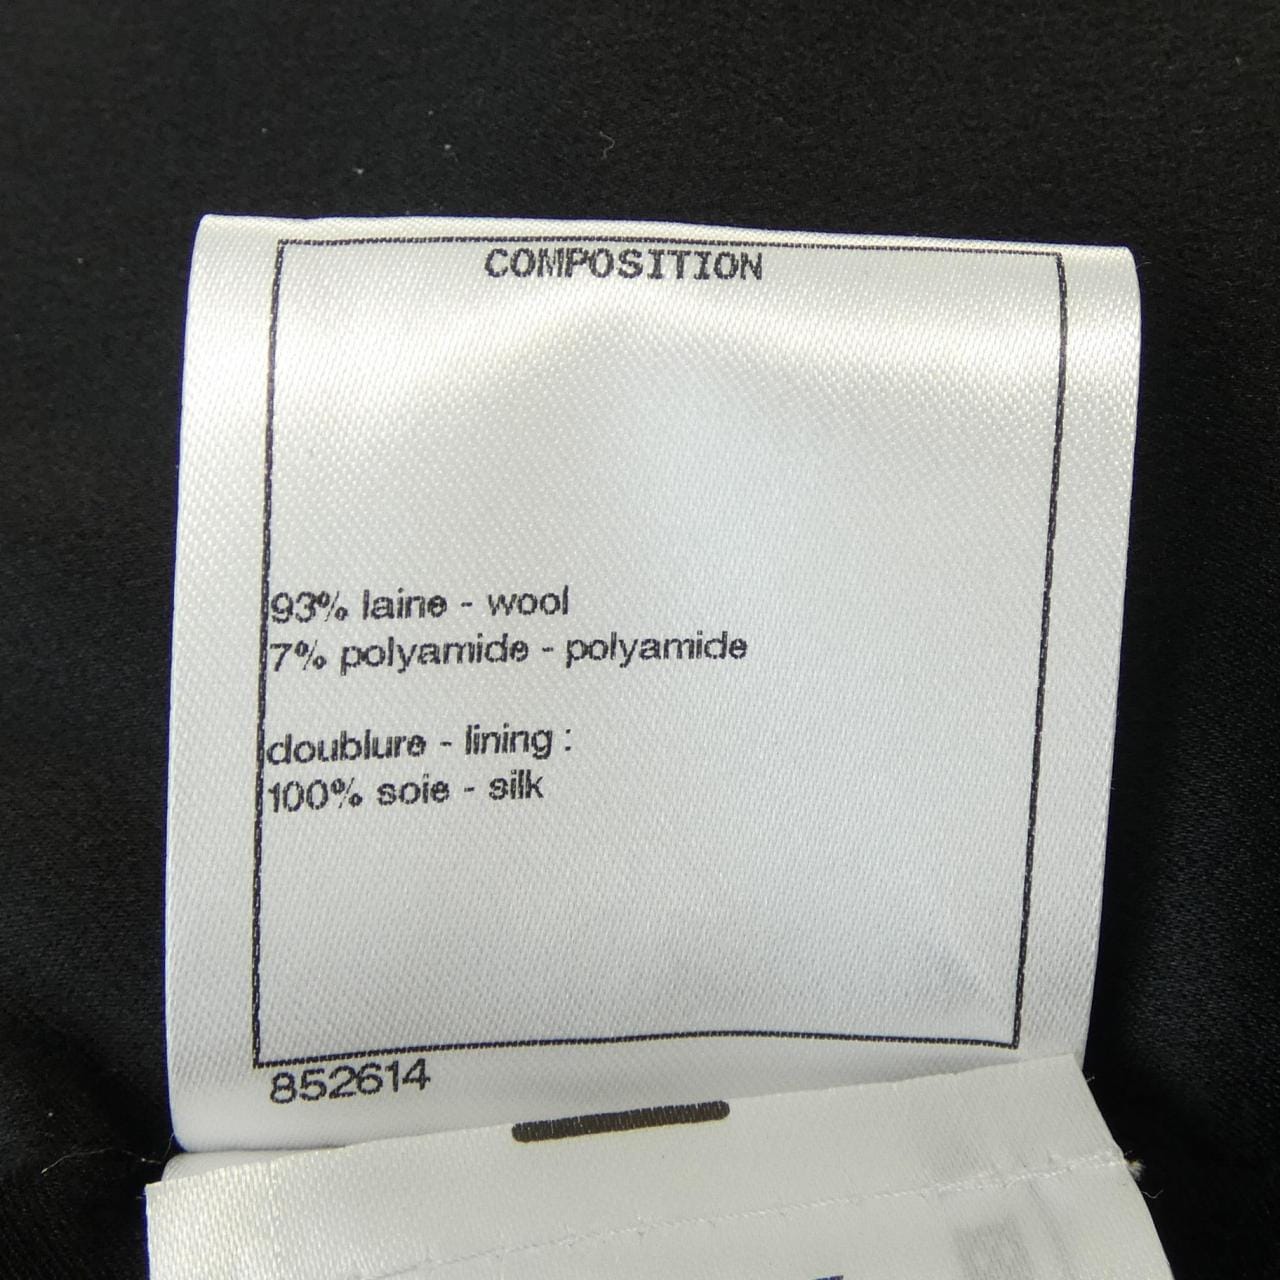 COMPOSITION
93% laine - wool
7% polyamide - polyamide
doublure - lining :
100% soie - silk
852614